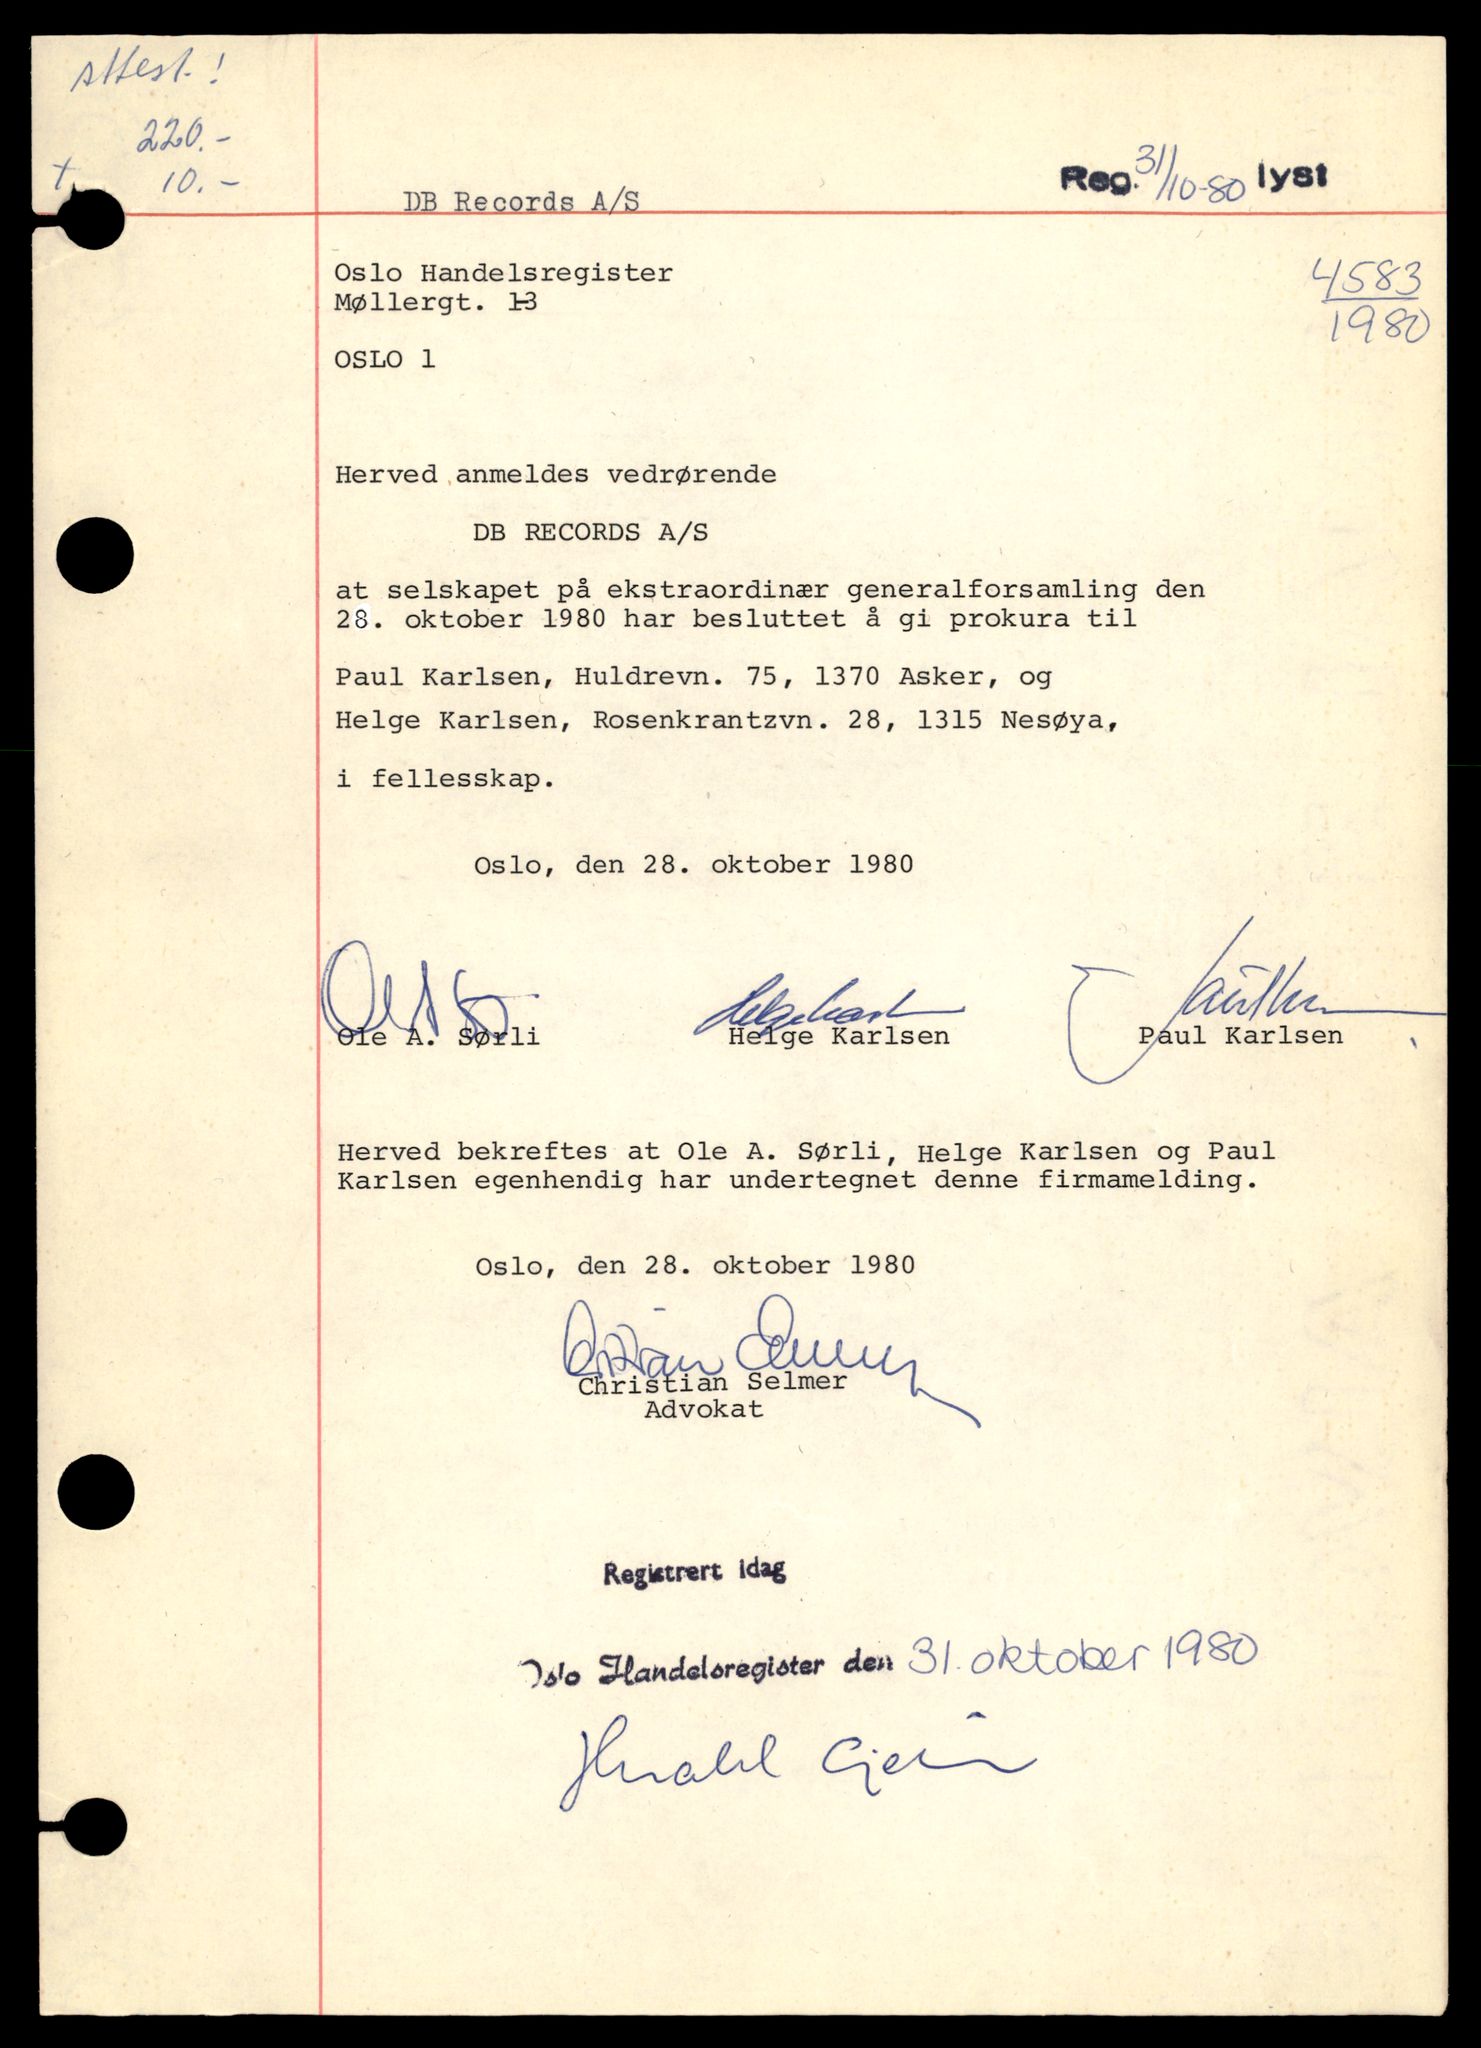 Attest!
220.-
+ 10.-
Reg. 31/10-80 lyst
DB Records A/S
Oslo Handelsregister
Møllergt. 13
4583
1980
OSLO 1
Herved anmeldes vedrørende
DB RECORDS A/S
at selskapet på ekstraordinær generalforsamling den
28. oktober 1980 har besluttet å gi prokura til
Paul Karlsen, Huldrevn. 75, 1370 Asker, og
Helge Karlsen, Rosenkrantzvn. 28, 1315 Nesøya,
i fellesskap.
Oslo, den 28. oktober 1980
Ole A. Sørli Helge Karlsen Paul Karlsen
Herved bekreftes at Ole A. Sørli, Helge Karlsen og Paul
Karlsen egenhendig har undertegnet denne firmamelding.
Oslo, den 28. oktober 1980
Christian Selmer
Advokat
Registrert idag
Oslo Handelsregister den 31. oktober 1980